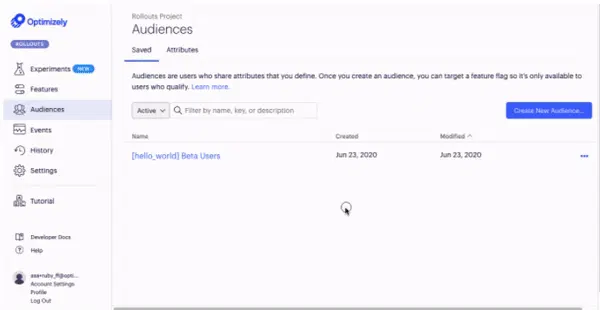 Optimizely
ROLLOUTS
Experiments NEW
Features
Audiences
Events
History
Settings
Tutorial
Developer Docs
Help
asa+ruby_ff@opti...
Account Settings
Profile
Log Out
Rollouts Project
Audiences
Saved Attributes
Audiences are users who share attributes that you define. Once you create an audience, you can target a feature flag so it's only available to
users who qualify. Learn more.
Active Filter by name, key, or description Create New Audience...
Name Created Modified
[hello_world] Beta Users Jun 23, 2020 Jun 23, 2020